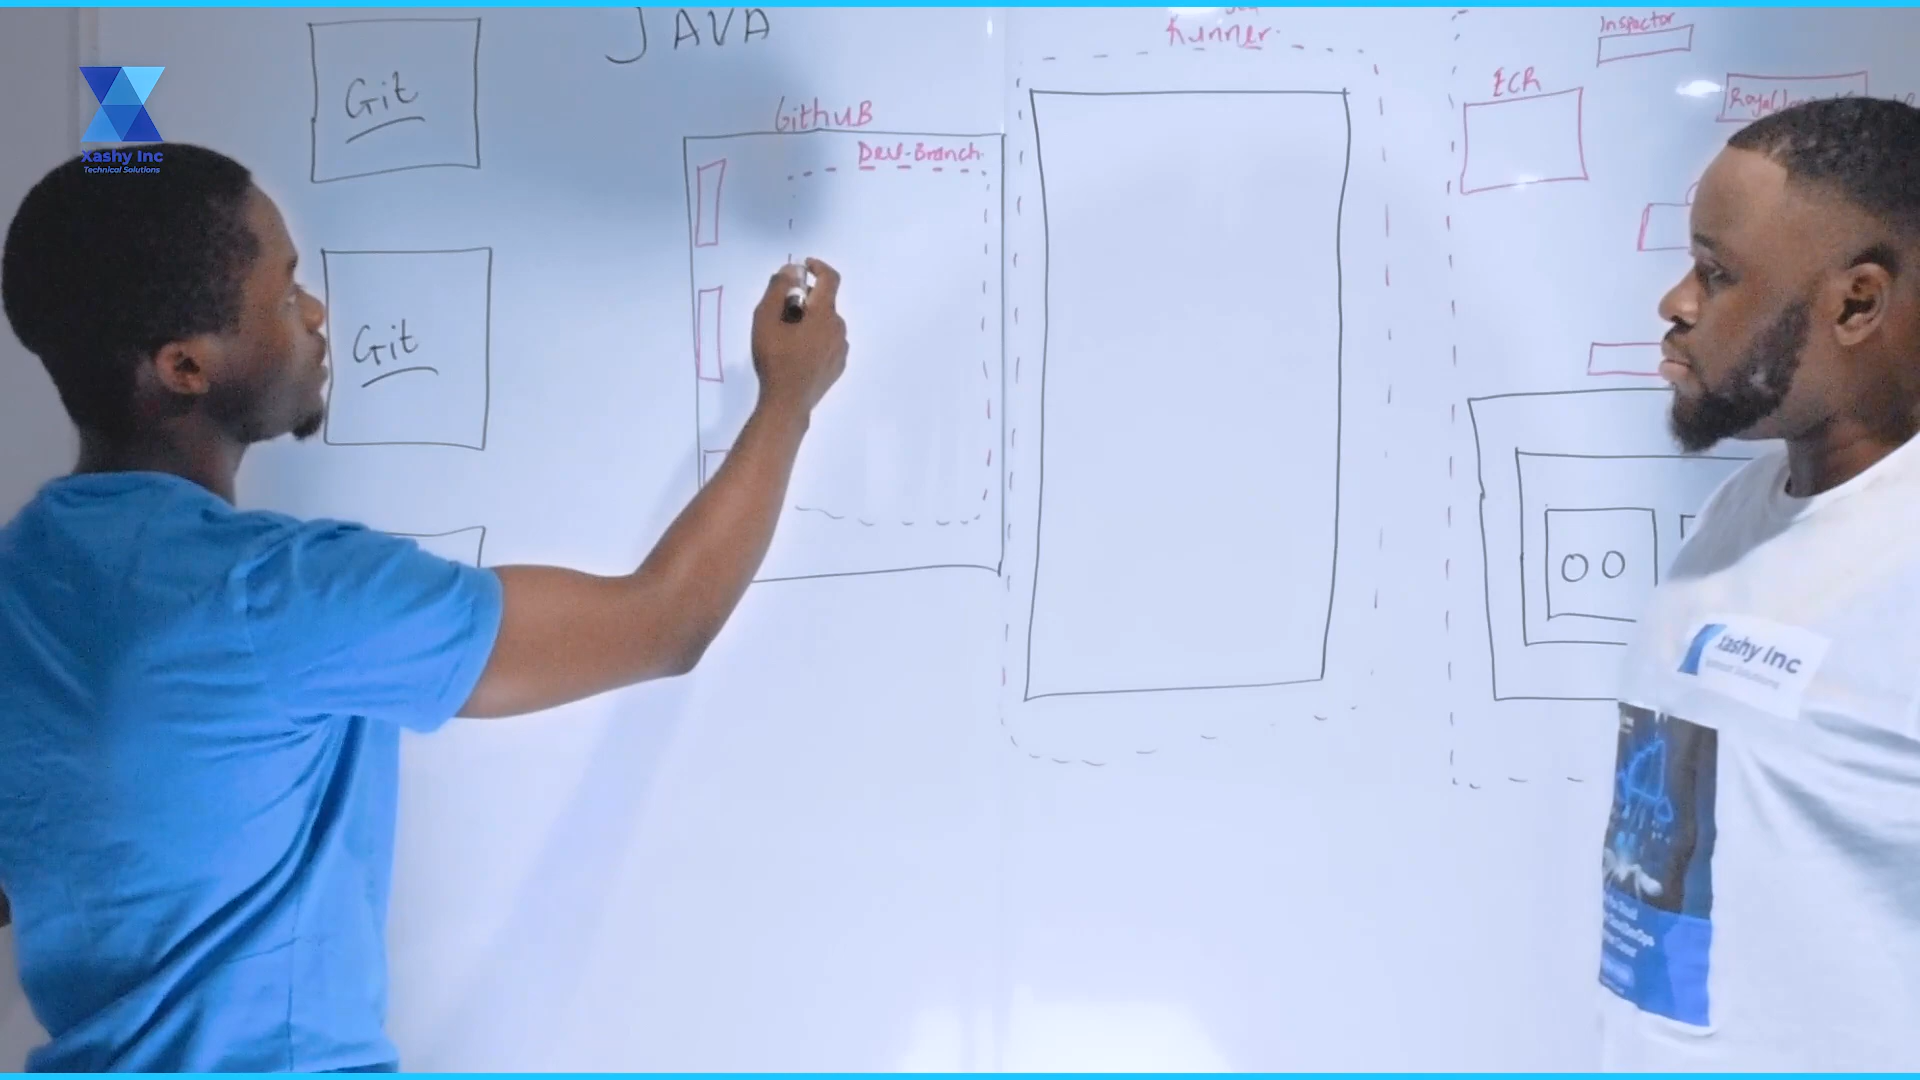 JAVA
Runner
Inspector
ECR
Git
GithuB
Dev-Branch
Git
Xashy Inc
Technical Solutions
Xashy Inc